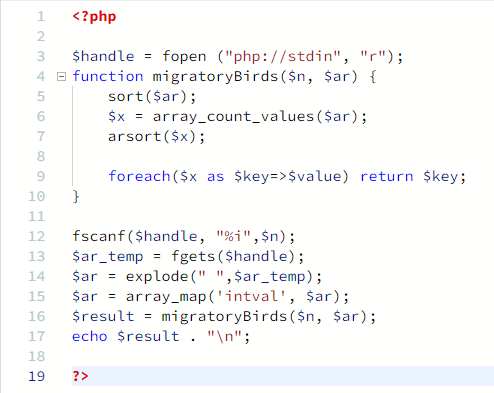 1 <?php
2
3 $handle = fopen ("php://stdin", "r");
4 function migratoryBirds($n, $ar) {
5     sort($ar);
6     $x = array_count_values($ar);
7     arsort($x);
8
9     foreach($x as $key=>$value) return $key;
10 }
11
12 fscanf($handle, "%i",$n);
13 $ar_temp = fgets($handle);
14 $ar = explode(" ",$ar_temp);
15 $ar = array_map('intval', $ar);
16 $result = migratoryBirds($n, $ar);
17 echo $result . "\n";
18
19 ?>